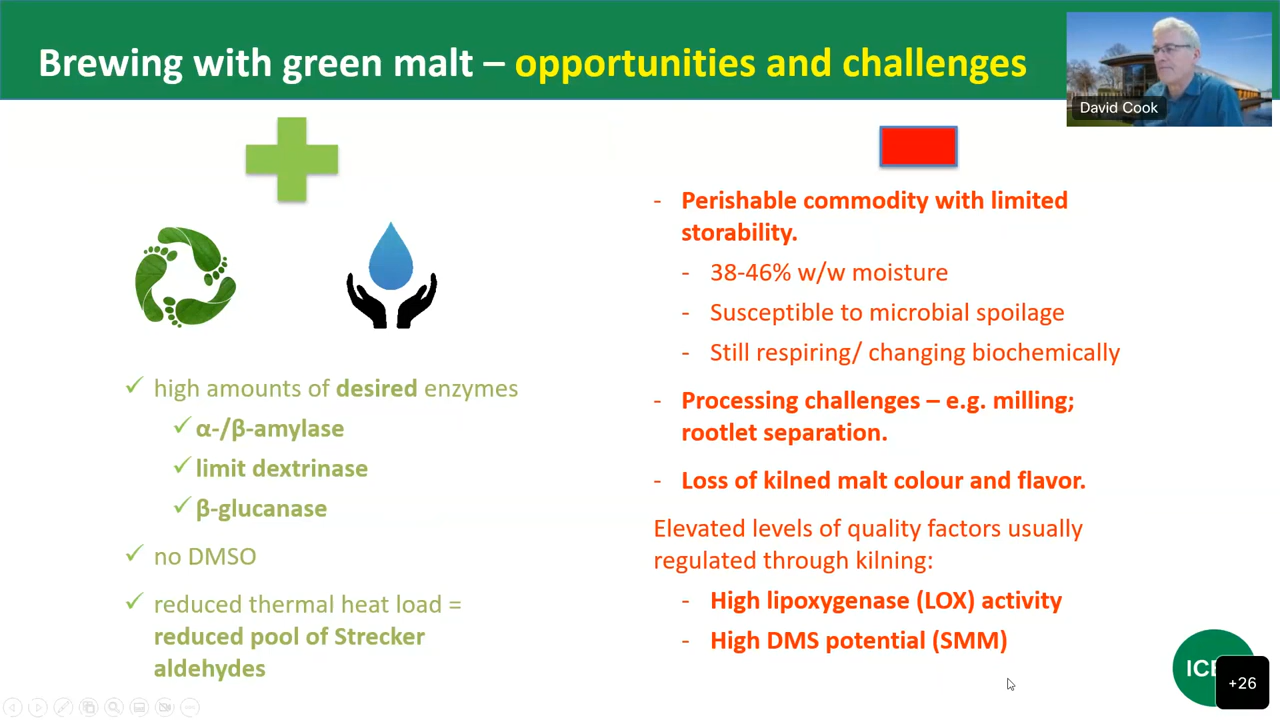 Brewing with green malt – opportunities and challenges
David Cook
high amounts of desired enzymes
α-/β-amylase
limit dextrinase
β-glucanase
no DMSO
reduced thermal heat load =
reduced pool of Strecker
aldehydes
- Perishable commodity with limited
storability.
- 38-46% w/w moisture
- Susceptible to microbial spoilage
- Still respiring/ changing biochemically
- Processing challenges – e.g. milling;
rootlet separation.
- Loss of kilned malt colour and flavor.
Elevated levels of quality factors usually
regulated through kilning:
- High lipoxygenase (LOX) activity
- High DMS potential (SMM)
+26